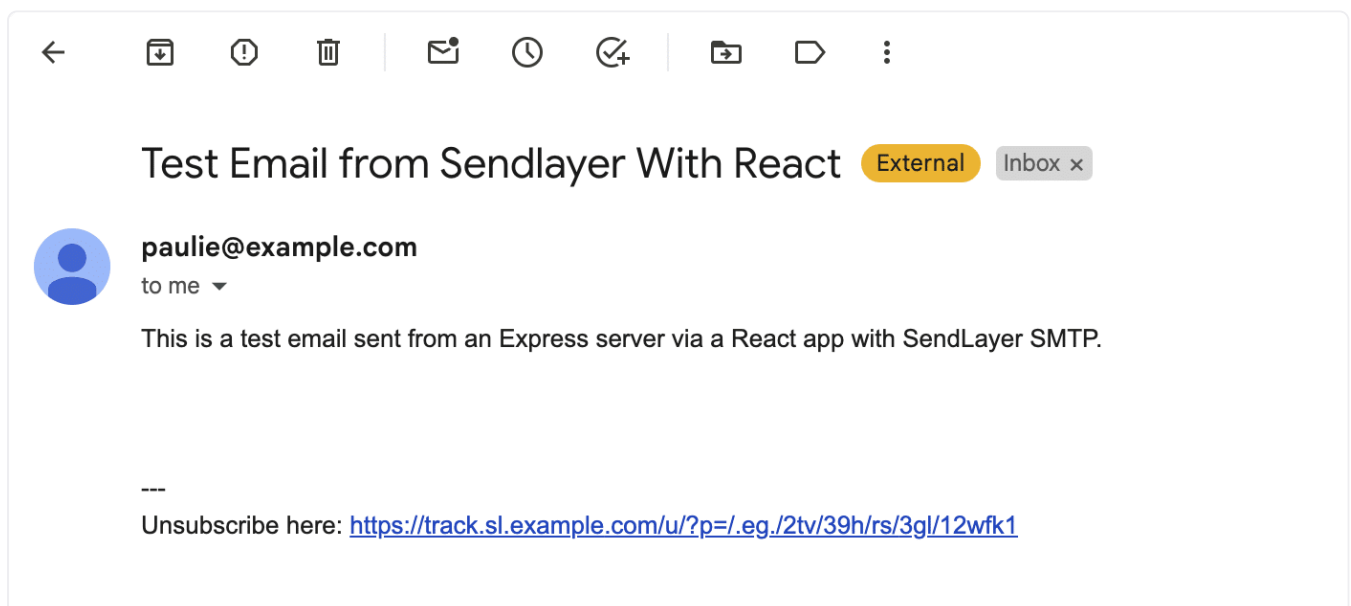 Test Email from Sendlayer With React External Inbox ×
paulie@example.com
to me
This is a test email sent from an Express server via a React app with SendLayer SMTP.
---
Unsubscribe here: https://track.sl.example.com/u/?p=/.eg./2tv/39h/rs/3gl/12wfk1